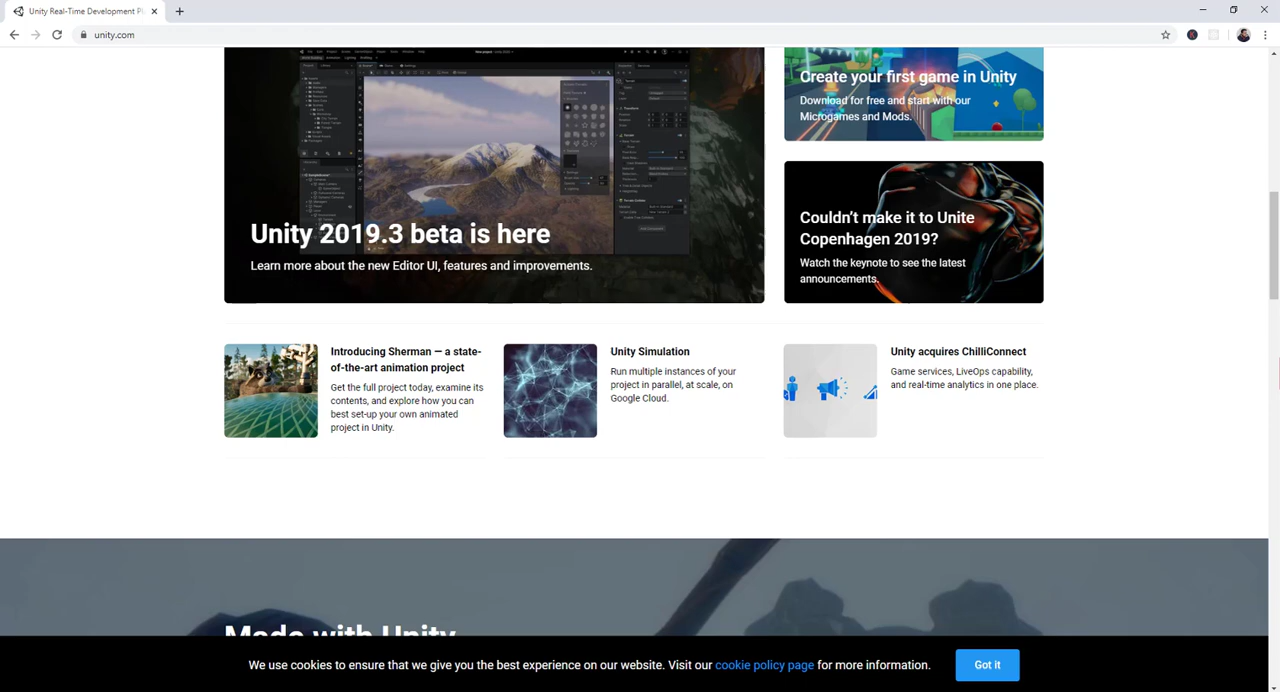 Unity Real-Time Development Pl
unity.com
Create your first game in Unity
Download for free and start with our
Microgames and Mods.
Unity 2019.3 beta is here
Learn more about the new Editor UI, features and improvements.
Couldn't make it to Unite
Copenhagen 2019?
Watch the keynote to see the latest
announcements.
Introducing Sherman — a state-
of-the-art animation project
Get the full project today, examine its
contents, and explore how you can
best set-up your own animated
project in Unity.
Unity Simulation
Run multiple instances of your
project in parallel, at scale, on
Google Cloud.
Unity acquires ChilliConnect
Game services, LiveOps capability,
and real-time analytics in one place.
Made with Unity
We use cookies to ensure that we give you the best experience on our website. Visit our cookie policy page for more information.
Got it